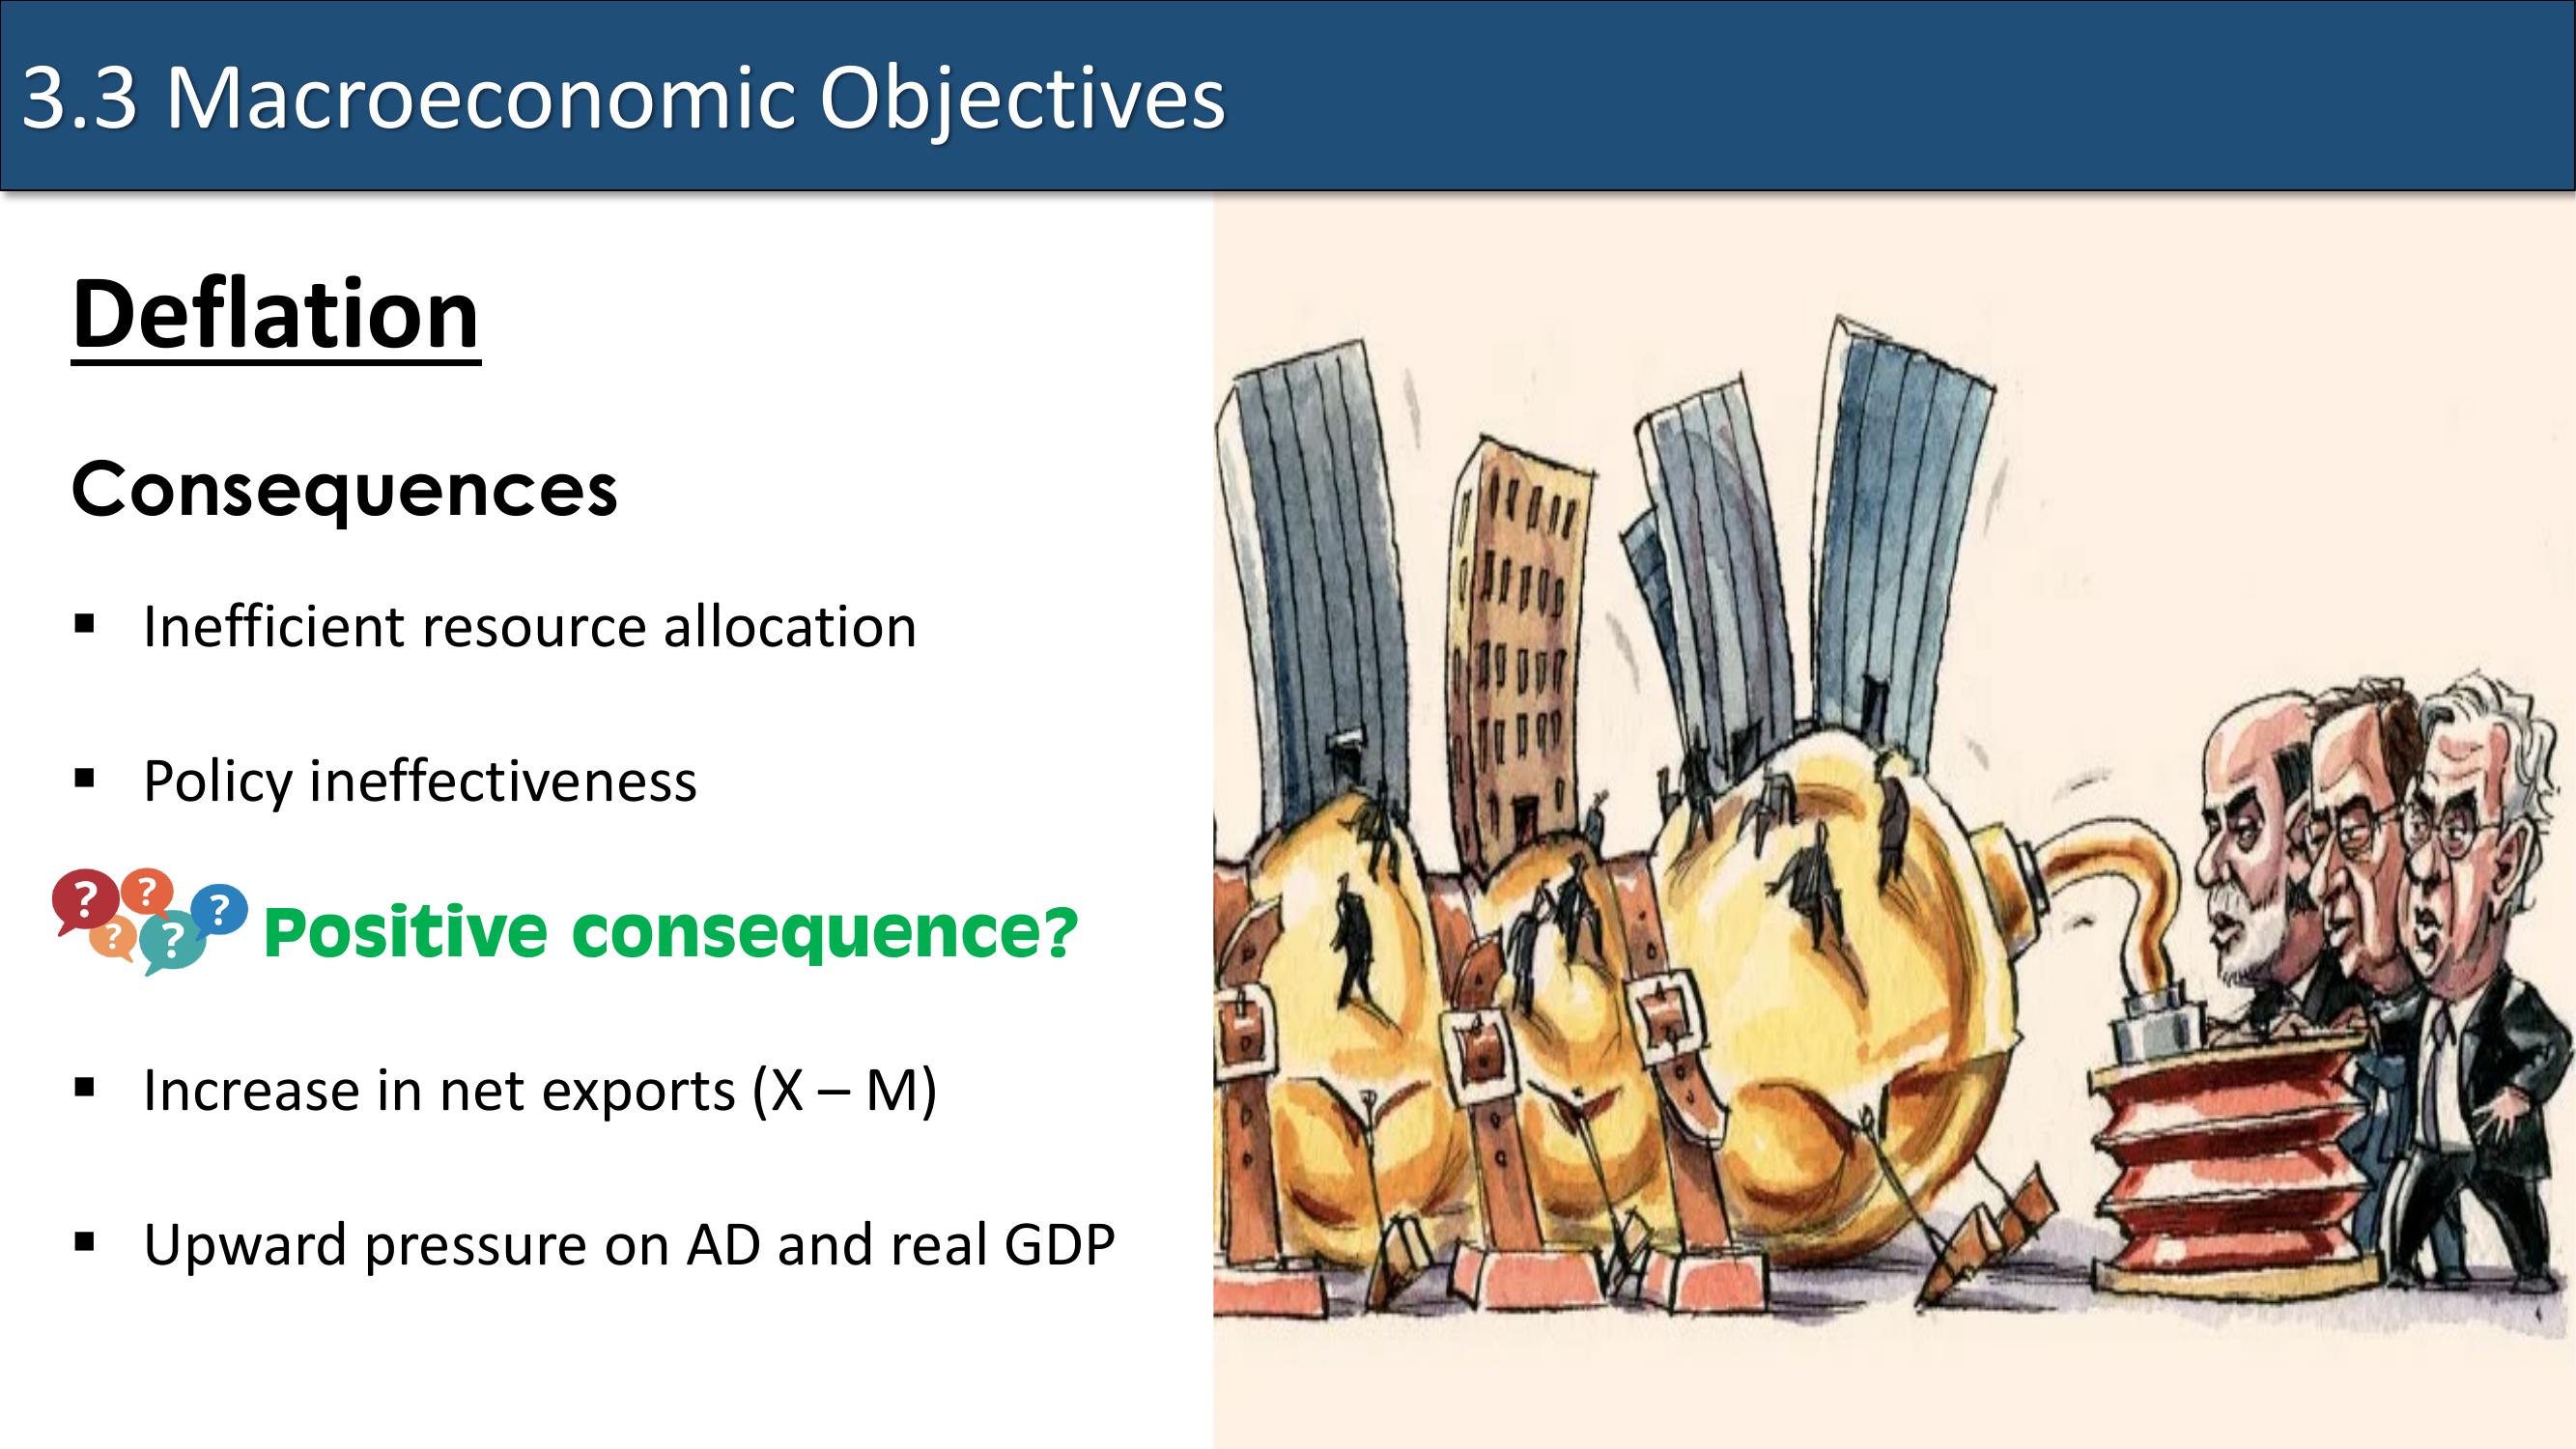 3.3 Macroeconomic Objectives
Deflation
Consequences
▪ Inefficient resource allocation
▪ Policy ineffectiveness
? ? ? ? ? Positive consequence?
▪ Increase in net exports (X – M)
▪ Upward pressure on AD and real GDP